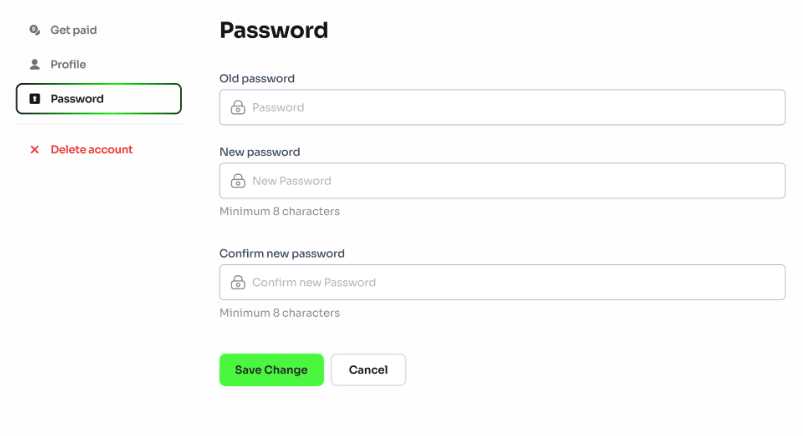 Get paid
Profile
Password
Delete account
Password
Old password
Password
New password
New Password
Minimum 8 characters
Confirm new password
Confirm new Password
Minimum 8 characters
Save Change
Cancel